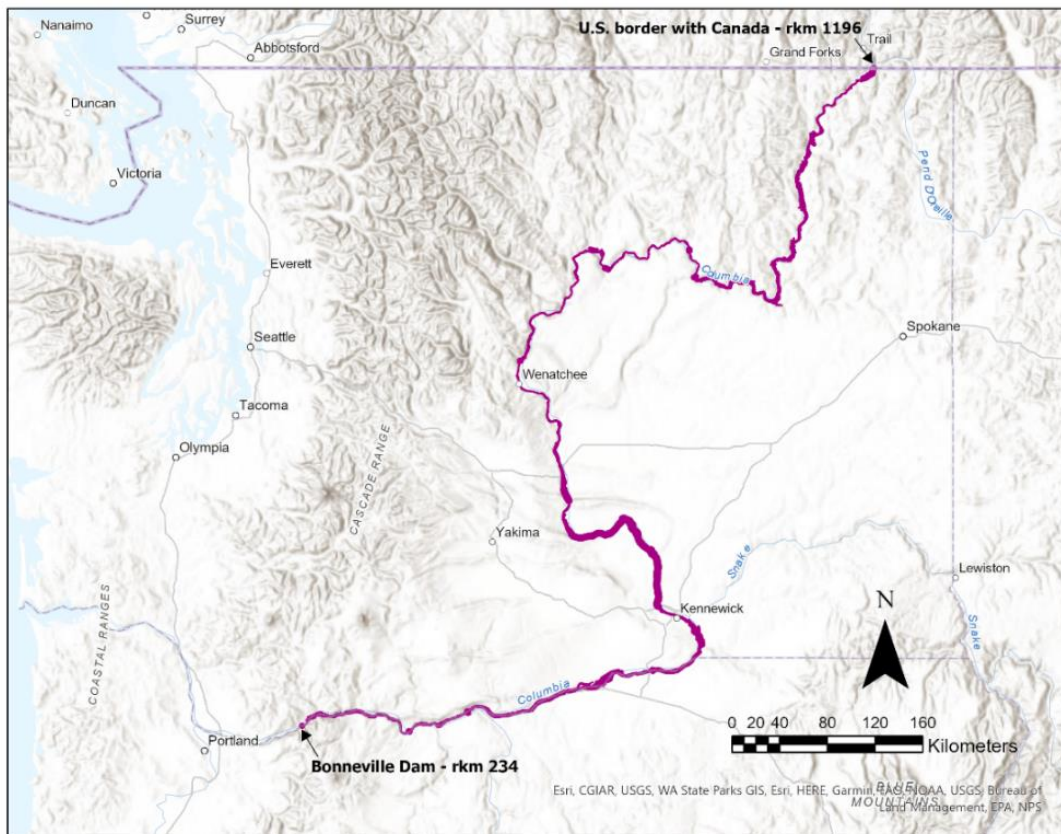 Nanaimo
Surrey
Abbotsford
U.S. border with Canada - rkm 1196
Trail
Grand Forks
Duncan
Victoria
Pend D'Oreille
Everett
Columbia
Seattle
Spokane
Wenatchee
Tacoma
Olympia
CASCADE RANGE
Yakima
Snake
Lewiston
COASTAL RANGES
Kennewick
N
Snake
Columbia
Portland
0 20 40 80 120 160
Kilometers
Bonneville Dam - rkm 234
BLUE
MOUNTAINS
Esri, CGIAR, USGS, WA State Parks GIS, Esri, HERE, Garmin, FAO, NOAA, USGS, Bureau of
Land Management, EPA, NPS